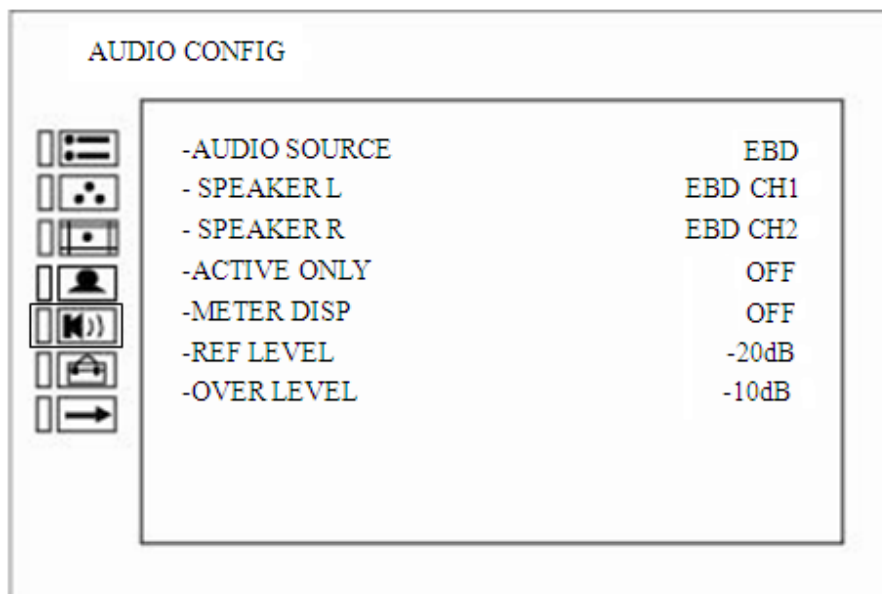 AUDIO CONFIG
-AUDIO SOURCE EBD
- SPEAKER L EBD CH1
- SPEAKER R EBD CH2
-ACTIVE ONLY OFF
-METER DISP OFF
-REF LEVEL -20dB
-OVER LEVEL -10dB